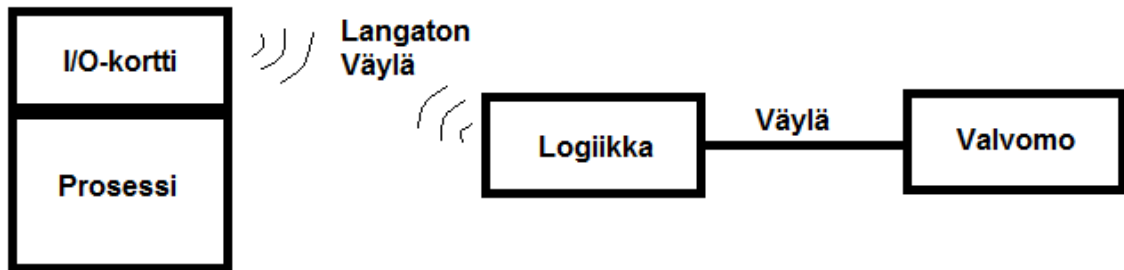 I/O-kortti
Langaton
Väylä
Prosessi
Logiikka
Väylä
Valvomo